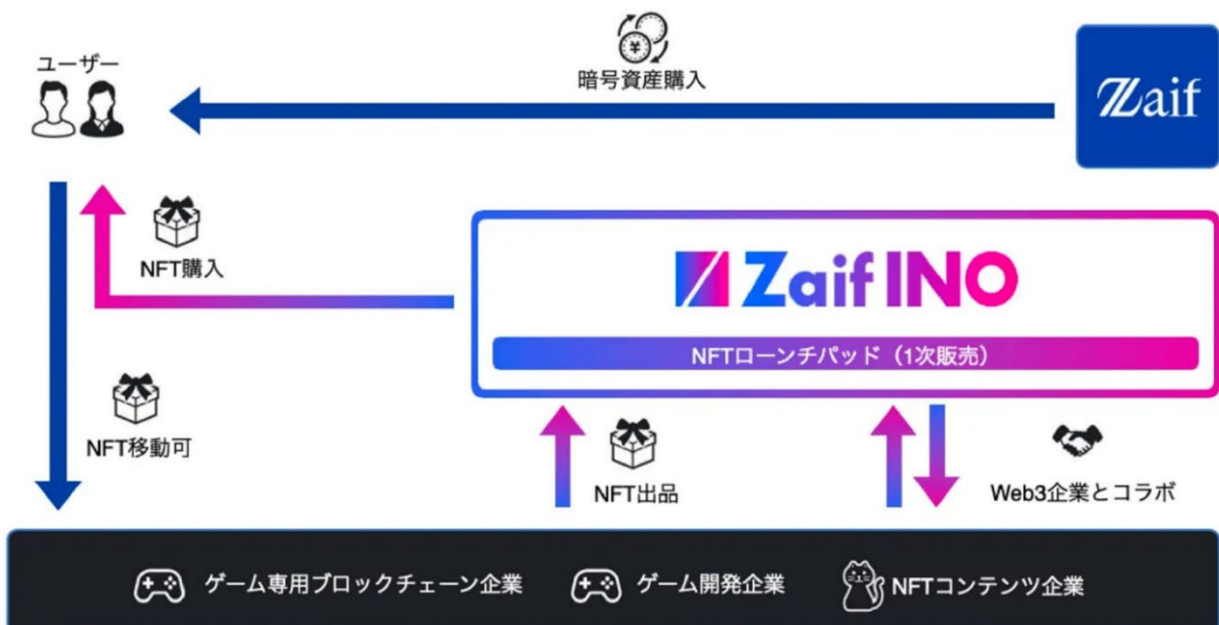 ユーザー
暗号資産購入
Zaif
NFT購入
Zaif INO
NFTローンチパッド（1次販売）
NFT移動可
NFT出品
Web3企業とコラボ
ゲーム専用ブロックチェーン企業
ゲーム開発企業
NFTコンテンツ企業